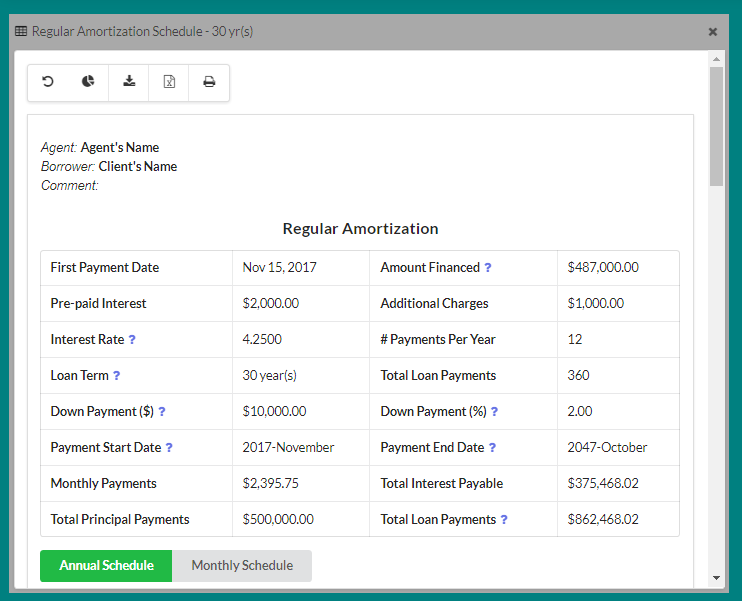 Regular Amortization Schedule - 30 yr(s)
Agent: Agent's Name
Borrower: Client's Name
Comment:
Regular Amortization
First Payment Date Nov 15, 2017 Amount Financed ? $487,000.00
Pre-paid Interest $2,000.00 Additional Charges $1,000.00
Interest Rate ? 4.2500 # Payments Per Year 12
Loan Term ? 30 year(s) Total Loan Payments 360
Down Payment ($) ? $10,000.00 Down Payment (%) ? 2.00
Payment Start Date ? 2017-November Payment End Date ? 2047-October
Monthly Payments $2,395.75 Total Interest Payable $375,468.02
Total Principal Payments $500,000.00 Total Loan Payments ? $862,468.02
Annual Schedule Monthly Schedule